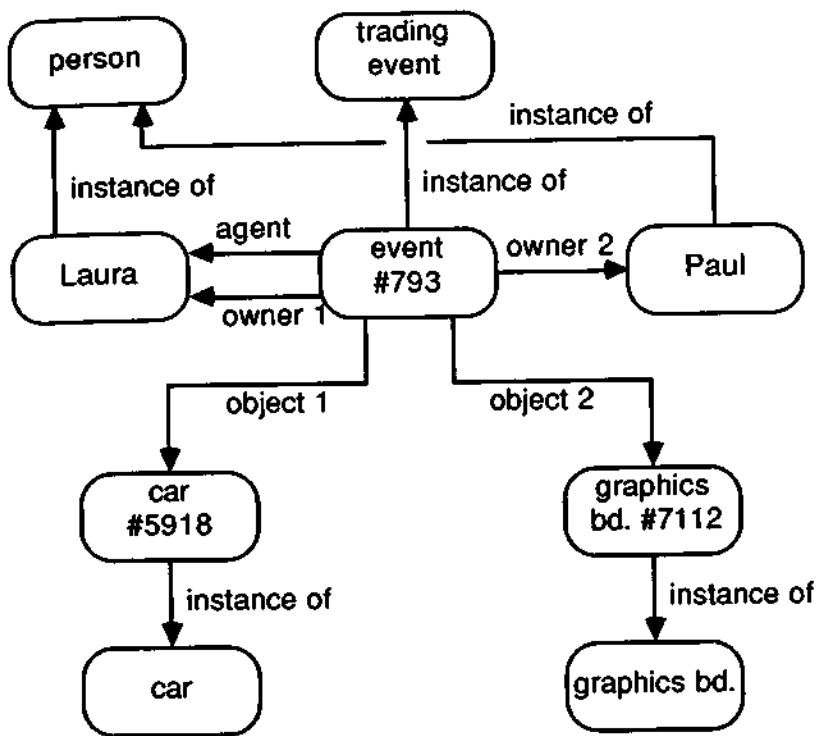 person
trading
event
instance of
instance of
instance of
agent
Laura
event
#793
owner 2
Paul
owner 1
object 1
object 2
car
#5918
graphics
bd. #7112
instance of
instance of
car
graphics bd.